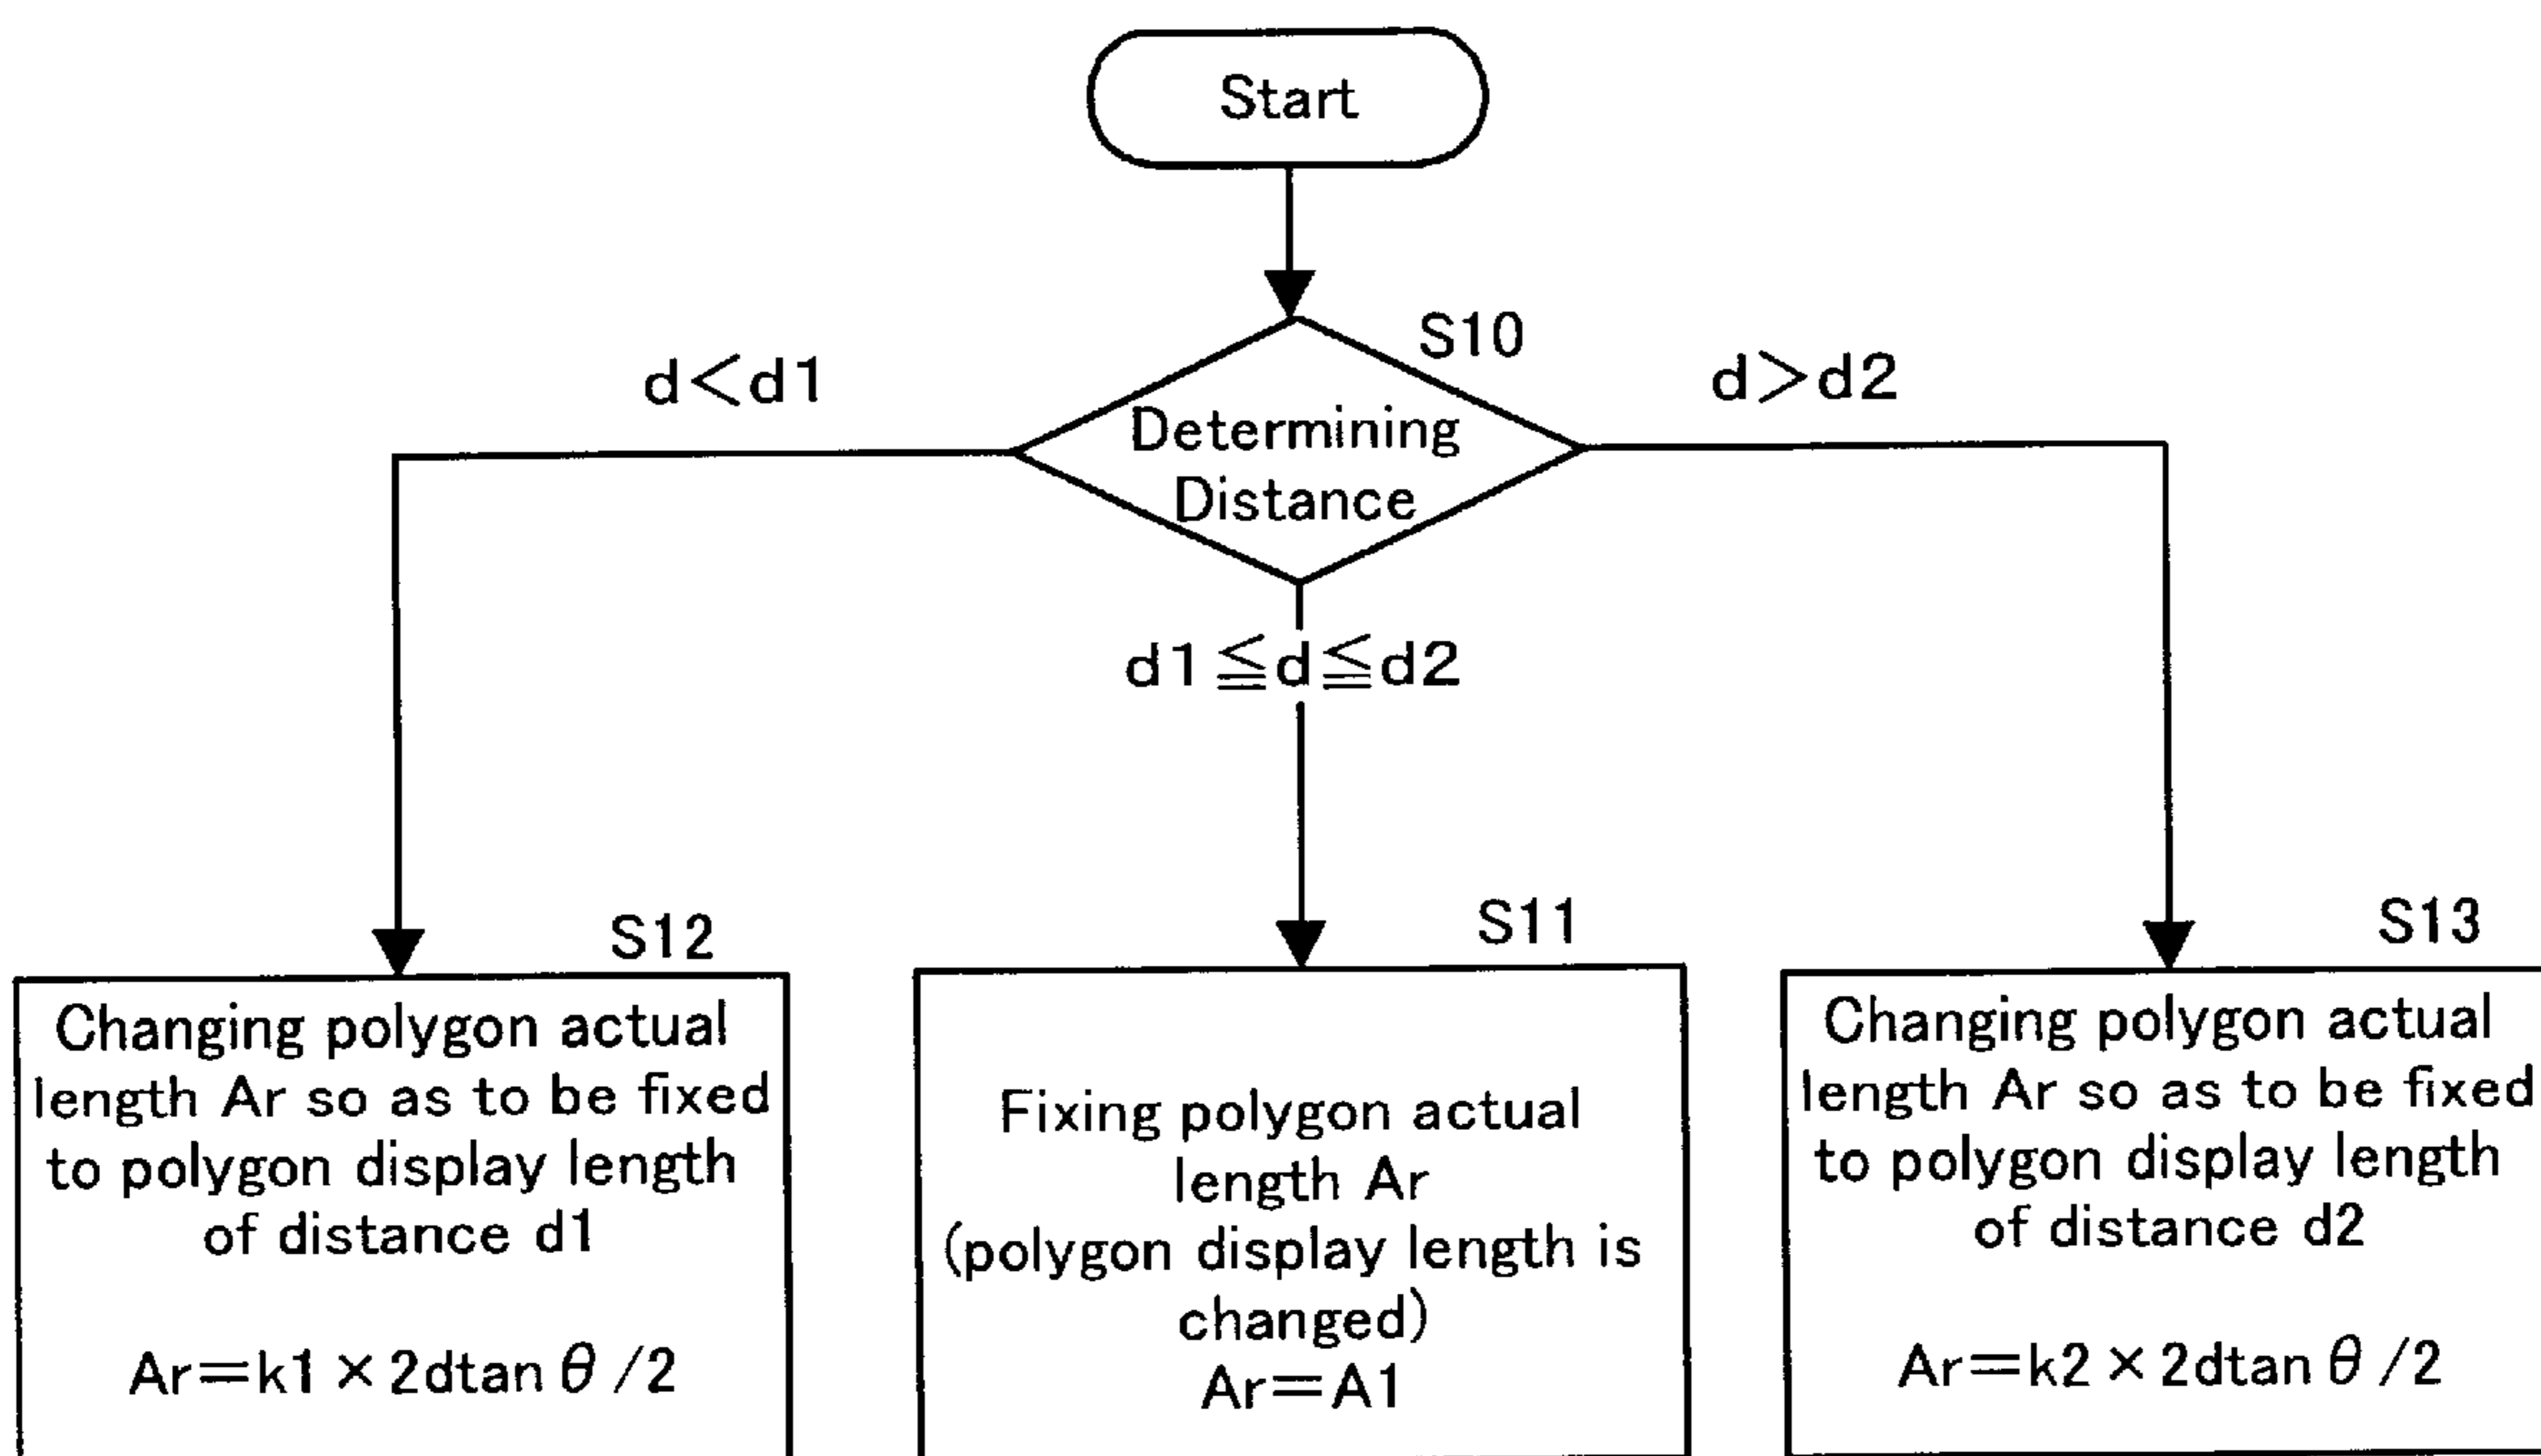 Start
S10
d<d1
d>d2
Determining
Distance
d1≦d≦d2
S12
Changing polygon actual
length Ar so as to be fixed
to polygon display length
of distance d1
Ar=k1×2dtanθ/2
S11
Fixing polygon actual
length Ar
(polygon display length is
changed)
Ar=A1
S13
Changing polygon actual
length Ar so as to be fixed
to polygon display length
of distance d2
Ar=k2×2dtanθ/2